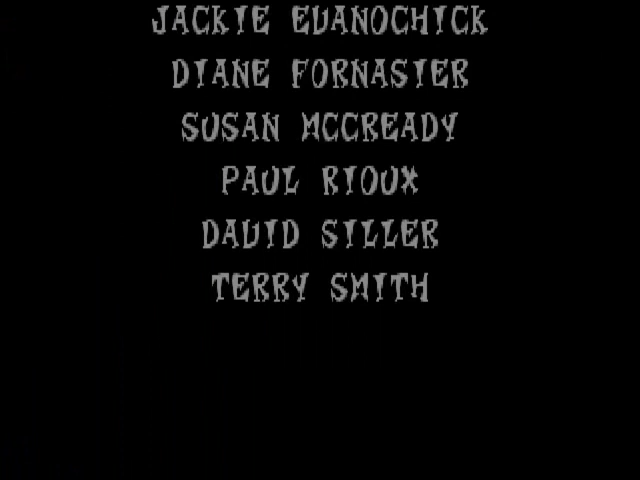 JACKIE EVANOCHICK
DIANE FORNASIER
SUSAN MCCREADY
PAUL RIOUX
DAVID SILLER
TERRY SMITH